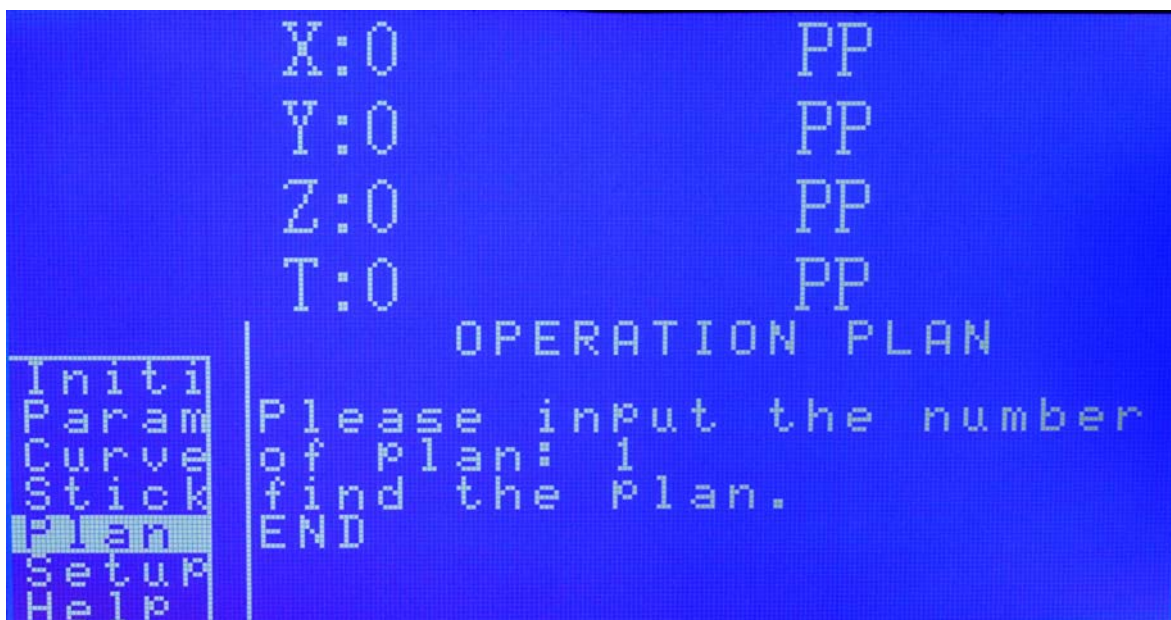 X:0 PP
Y:0 PP
Z:0 PP
T:0 PP
OPERATION PLAN
Initi
Param
Curve
Stick
Plan
Setup
Help
Please input the number
of plan: 1
find the plan.
END